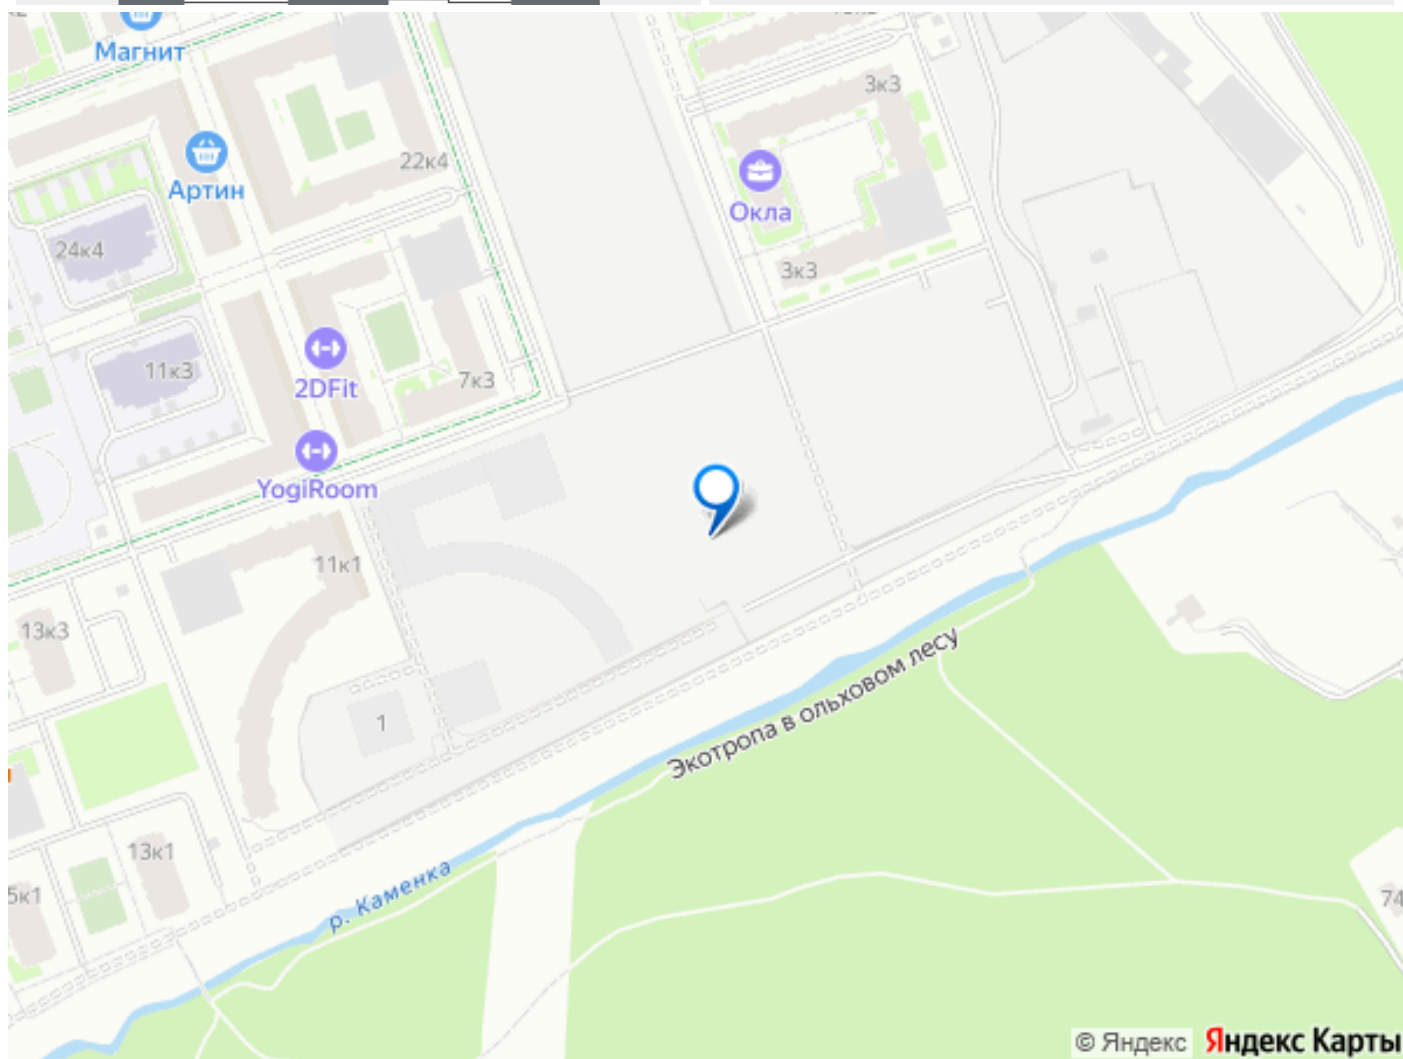 Магнит
3к3
22к4
Артин
Окла
24к4
3к3
11к3
7к3
2DFit
YogiRoom
11к1
13к3
Экотропа в ольховом лесу
1
13к1
5к1
р. Каменка
74
© Яндекс Яндекс Карты